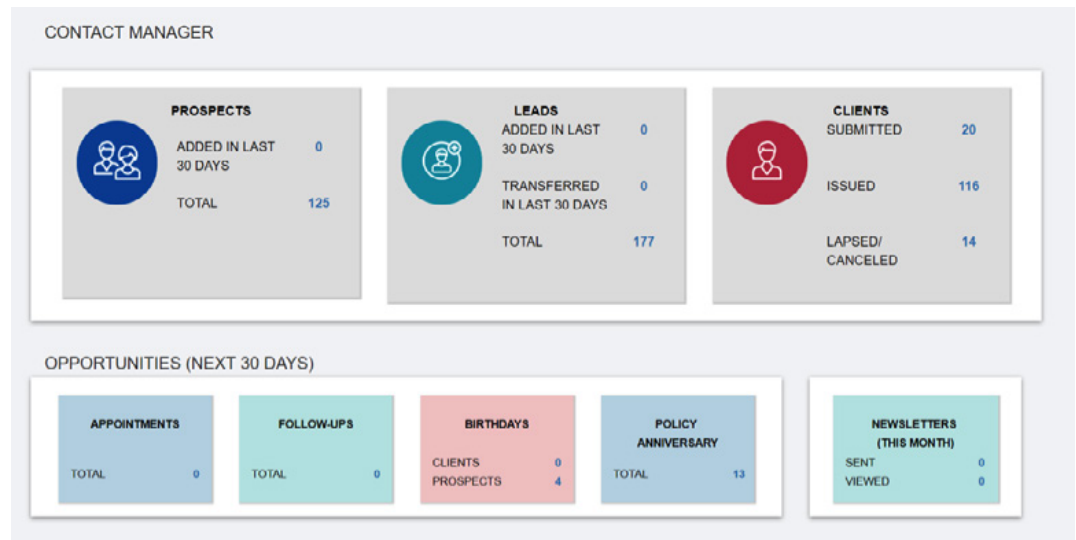 CONTACT MANAGER
PROSPECTS
ADDED IN LAST 0
30 DAYS
TOTAL 125
LEADS
ADDED IN LAST 0
30 DAYS
TRANSFERRED 0
IN LAST 30 DAYS
TOTAL 177
CLIENTS
SUBMITTED 20
ISSUED 116
LAPSED/ 14
CANCELED
OPPORTUNITIES (NEXT 30 DAYS)
APPOINTMENTS
TOTAL 0
FOLLOW-UPS
TOTAL 0
BIRTHDAYS
CLIENTS 0
PROSPECTS 4
POLICY
ANNIVERSARY
TOTAL 13
NEWSLETTERS
(THIS MONTH)
SENT 0
VIEWED 0